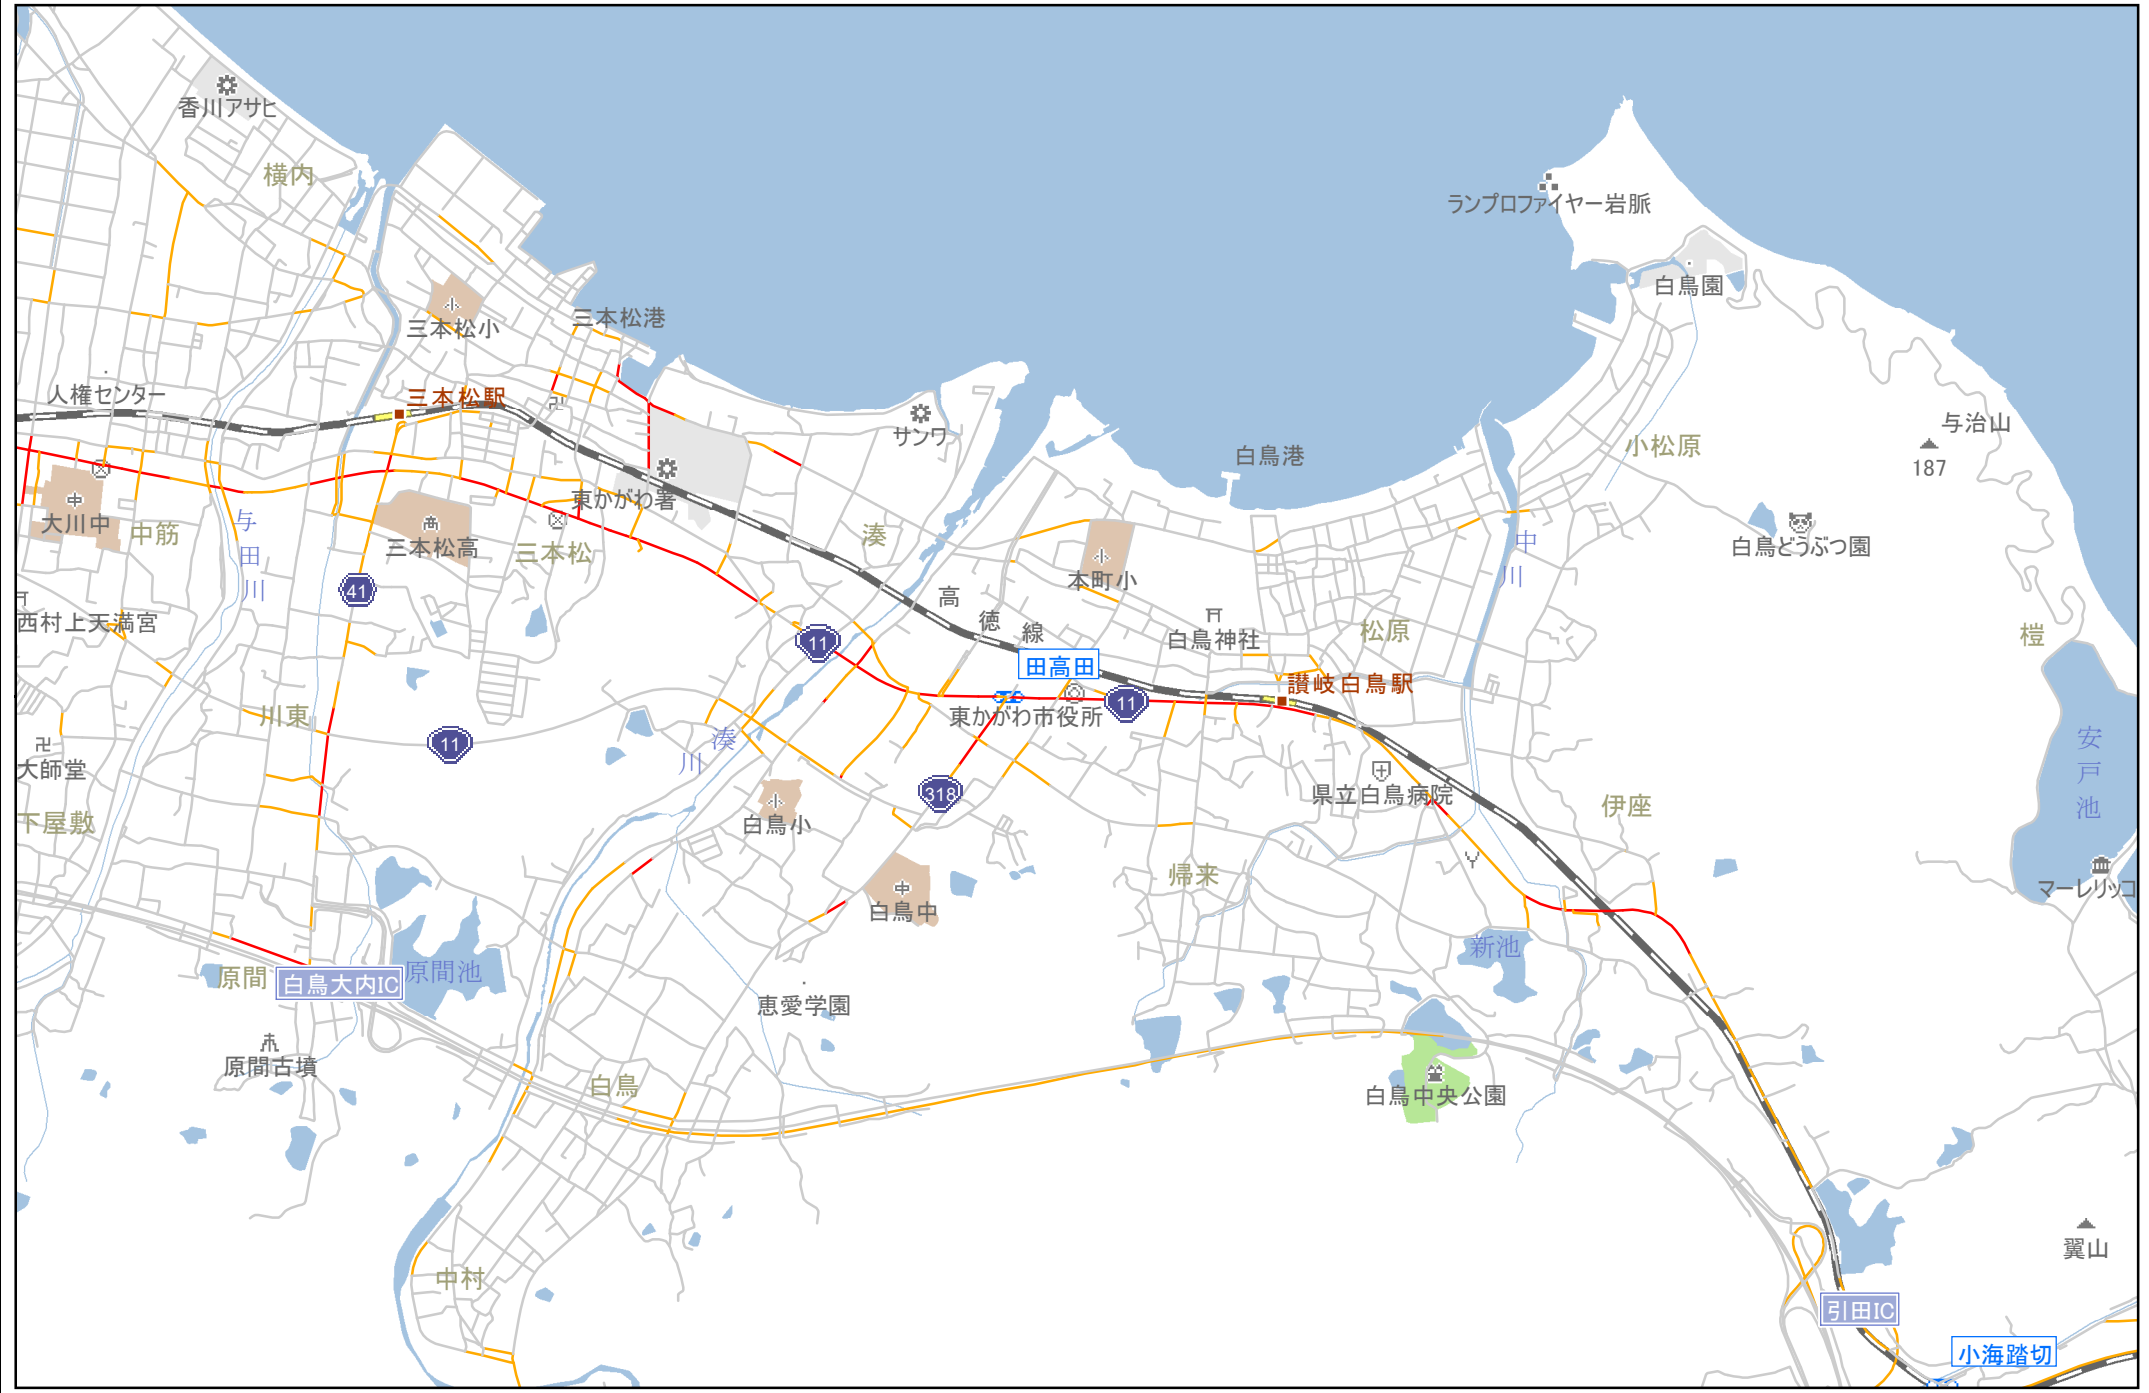 香川アサヒ
横内
ランプロファイヤー岩脈
白鳥園
三本松小
三本松港
人権センター
三本松駅
サンワ
白鳥港
小松原
与治山
187
東かがわ署
大川中
中筋
与田川
三本松高
三本松
湊
中川
白鳥どうぶつ園
本町小
41
高徳線
西村上天満宮
11
白鳥神社
松原
榿
田高田
讃岐白鳥駅
川東
11
東かがわ市役所
11
湊川
安戸池
大師堂
県立白鳥病院
318
下屋敷
白鳥小
伊座
帰来
マーレリッコ
白鳥中
新池
原間
白鳥大内IC
原間池
恵愛学園
原間古墳
白鳥
白鳥中央公園
翼山
中村
引田IC
小海踏切